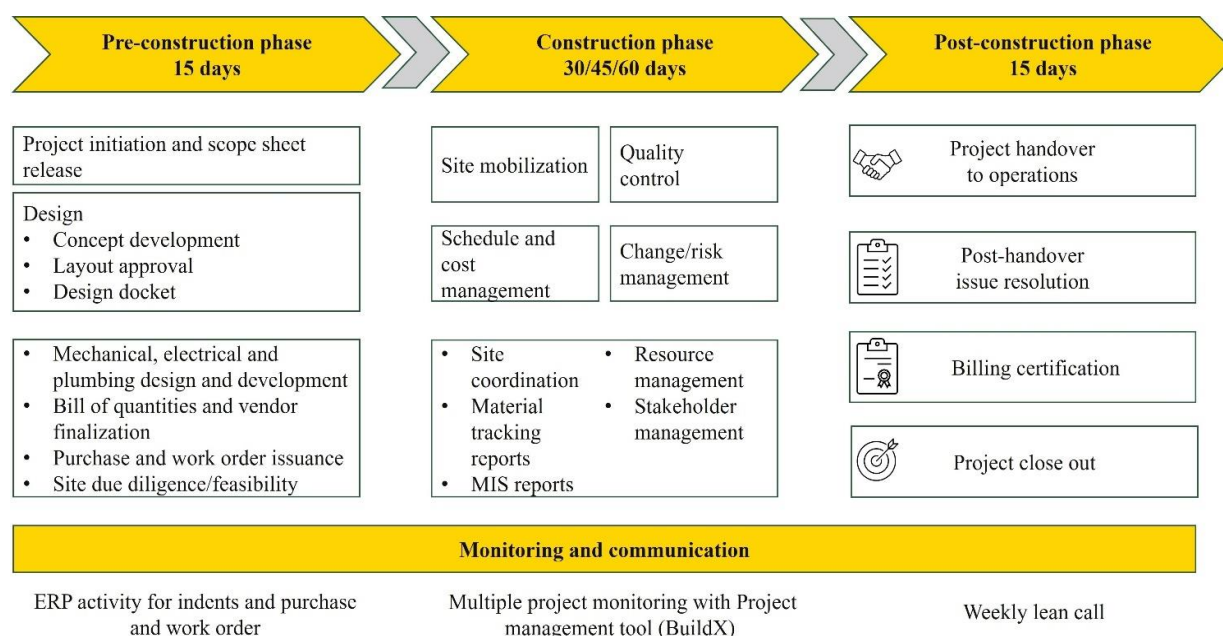 Pre-construction phase
15 days
Construction phase
30/45/60 days
Post-construction phase
15 days
Project initiation and scope sheet
release
Design
• Concept development
• Layout approval
• Design docket
• Mechanical, electrical and
plumbing design and development
• Bill of quantities and vendor
finalization
• Purchase and work order issuance
• Site due diligence/feasibility
Site mobilization
Quality
control
Schedule and
cost
management
Change/risk
management
• Site
coordination
• Material
tracking
reports
• MIS reports
• Resource
management
• Stakeholder
management
Project handover
to operations
Post-handover
issue resolution
Billing certification
Project close out
Monitoring and communication
ERP activity for indents and purchase
and work order
Multiple project monitoring with Project
management tool (BuildX)
Weekly lean call